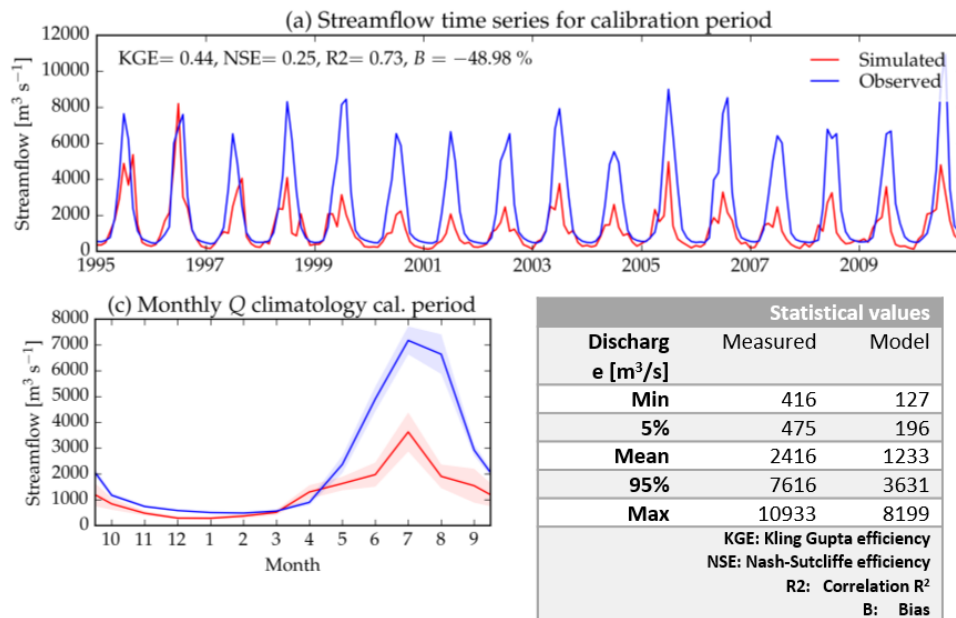 (a) Streamflow time series for calibration period
KGE= 0.44, NSE= 0.25, R2= 0.73, B = −48.98 %
Simulated
Observed
Streamflow [m³ s⁻¹]
12000
10000
8000
6000
4000
2000
0
1995 1997 1999 2001 2003 2005 2007 2009
(c) Monthly Q climatology cal. period
Streamflow [m³ s⁻¹]
8000
7000
6000
5000
4000
3000
2000
1000
0
10 11 12 1 2 3 4 5 6 7 8 9
Month
Statistical values
Discharg Measured Model
e [m³/s]
Min 416 127
5% 475 196
Mean 2416 1233
95% 7616 3631
Max 10933 8199
KGE: Kling Gupta efficiency
NSE: Nash-Sutcliffe efficiency
R2: Correlation R²
B: Bias